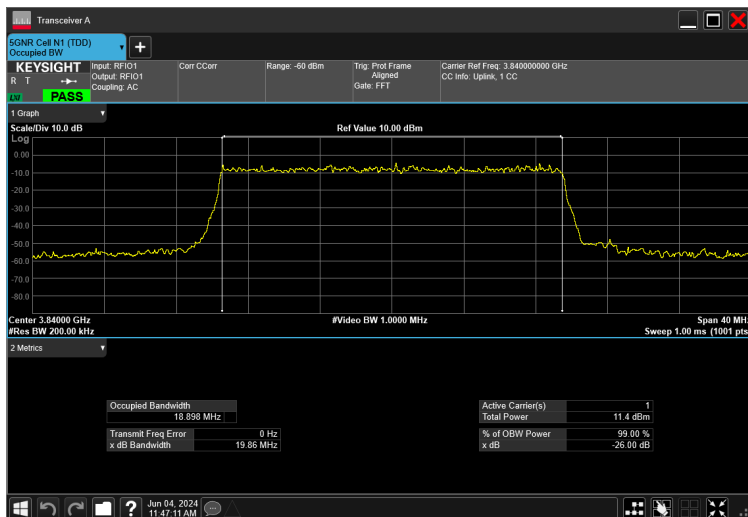 Transceiver A
5GNR Cell N1 (TDD)
Occupied BW
+
KEYSIGHT
R T
LXI
PASS
Input: RFIO1
Output: RFIO1
Coupling: AC
Corr CCorr
Range: -60 dBm
Trig: Prot Frame
Aligned
Gate: FFT
Carrier Ref Freq: 3.840000000 GHz
CC Info: Uplink, 1 CC
1 Graph
Scale/Div 10.0 dB
Ref Value 10.00 dBm
Log
0.00
-10.0
-20.0
-30.0
-40.0
-50.0
-60.0
-70.0
-80.0
Center 3.84000 GHz
#Video BW 1.0000 MHz
Span 40 MHz
#Res BW 200.00 kHz
Sweep 1.00 ms (1001 pts
2 Metrics
Occupied Bandwidth
18.898 MHz
Transmit Freq Error 0 Hz
x dB Bandwidth 19.86 MHz
Active Carrier(s) 1
Total Power 11.4 dBm
% of OBW Power 99.00 %
x dB -26.00 dB
?
Jun 04, 2024
11:47:11 AM